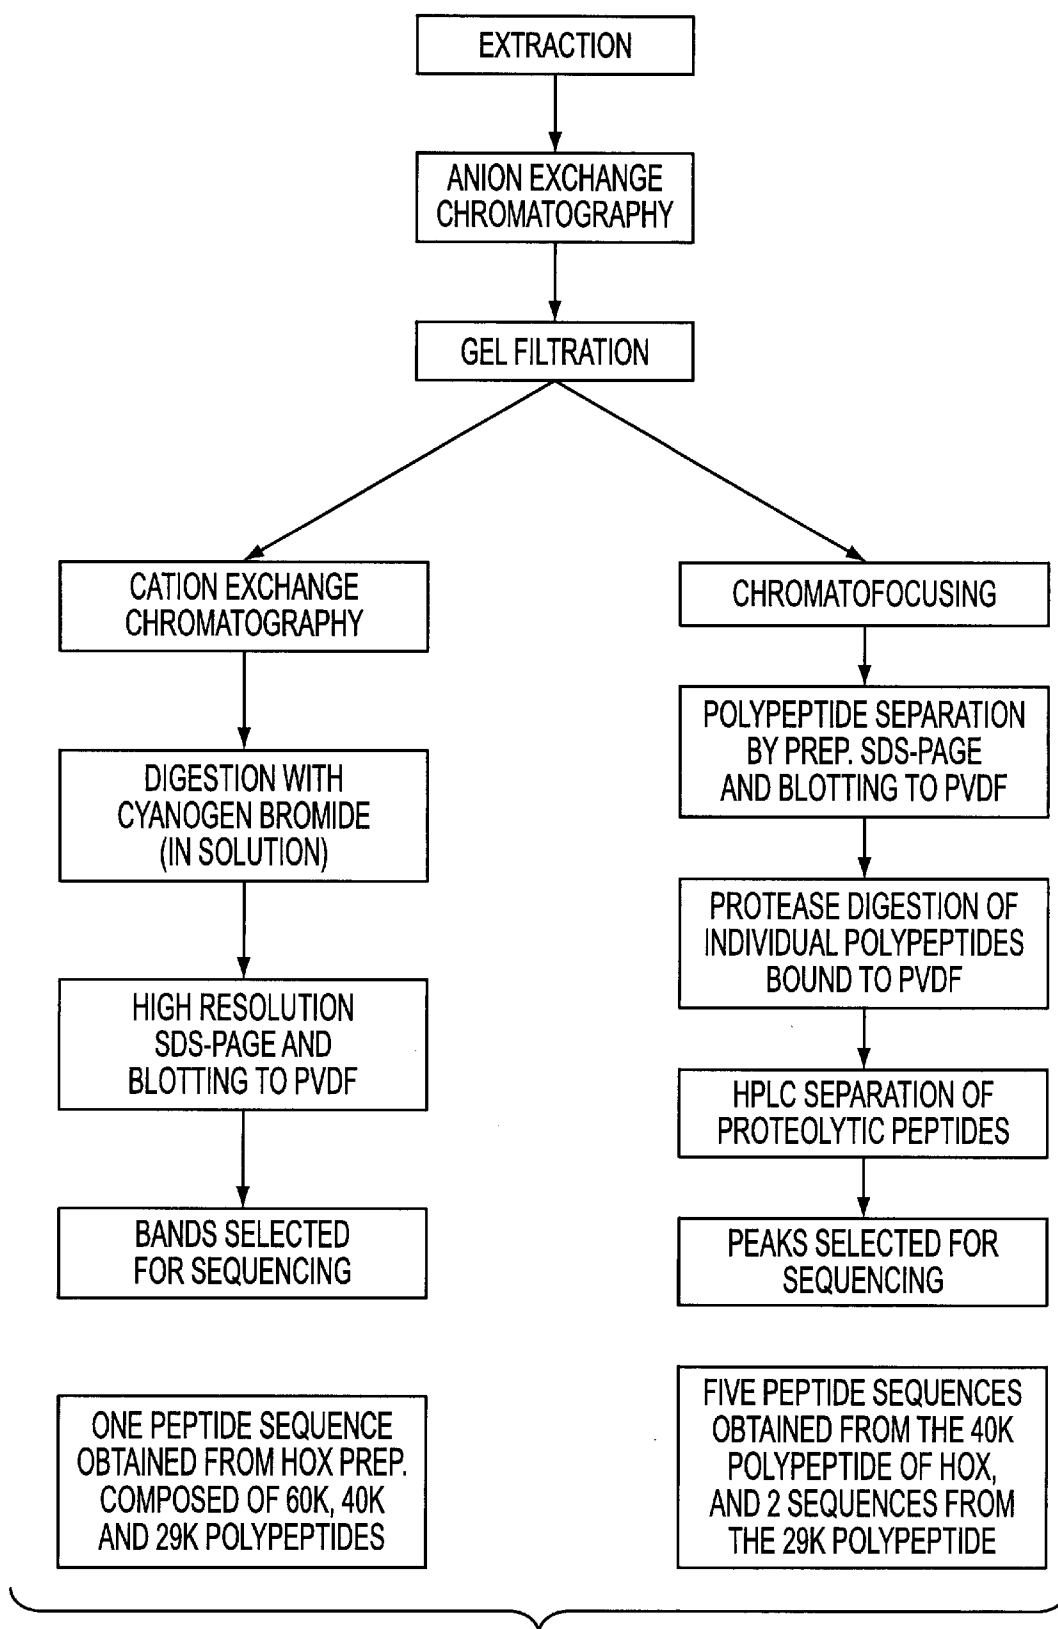 EXTRACTION
ANION EXCHANGE
CHROMATOGRAPHY
GEL FILTRATION
CATION EXCHANGE
CHROMATOGRAPHY
DIGESTION WITH
CYANOGEN BROMIDE
(IN SOLUTION)
HIGH RESOLUTION
SDS-PAGE AND
BLOTTING TO PVDF
BANDS SELECTED
FOR SEQUENCING
ONE PEPTIDE SEQUENCE
OBTAINED FROM HOX PREP.
COMPOSED OF 60K, 40K
AND 29K POLYPEPTIDES
CHROMATOFOCUSING
POLYPEPTIDE SEPARATION
BY PREP. SDS-PAGE
AND BLOTTING TO PVDF
PROTEASE DIGESTION OF
INDIVIDUAL POLYPEPTIDES
BOUND TO PVDF
HPLC SEPARATION OF
PROTEOLYTIC PEPTIDES
PEAKS SELECTED FOR
SEQUENCING
FIVE PEPTIDE SEQUENCES
OBTAINED FROM THE 40K
POLYPEPTIDE OF HOX,
AND 2 SEQUENCES FROM
THE 29K POLYPEPTIDE